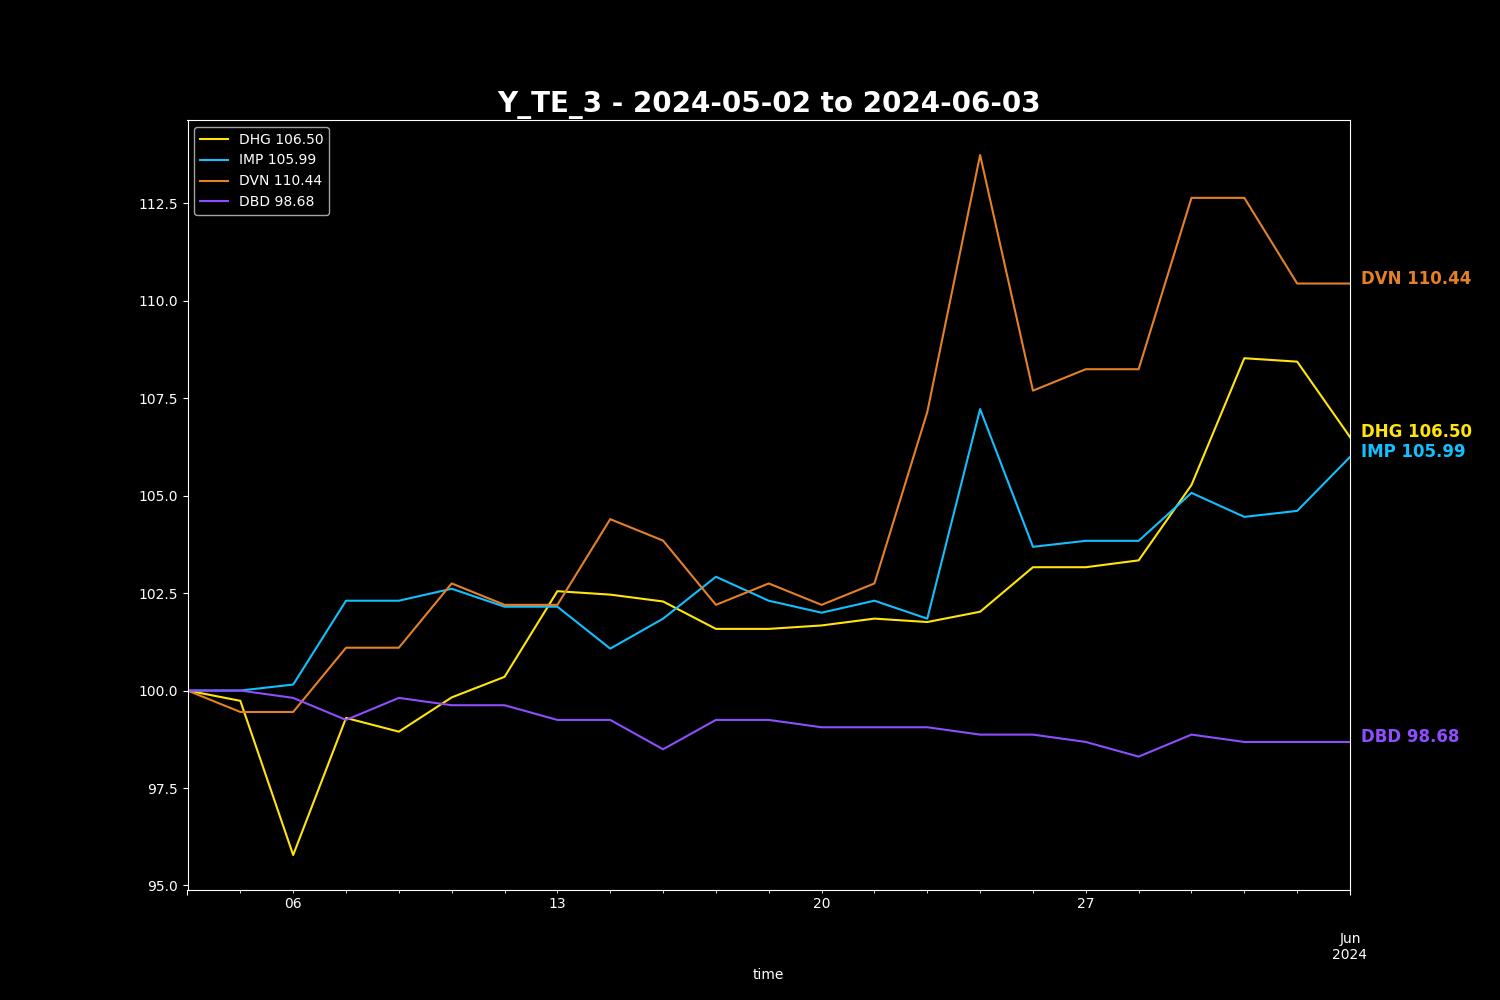 Y_TE_3 - 2024-05-02 to 2024-06-03
DHG 106.50
IMP 105.99
DVN 110.44
DBD 98.68
112.5
110.0
107.5
105.0
102.5
100.0
97.5
95.0
DVN 110.44
DHG 106.50
IMP 105.99
DBD 98.68
06 13 20 27
Jun
2024
time